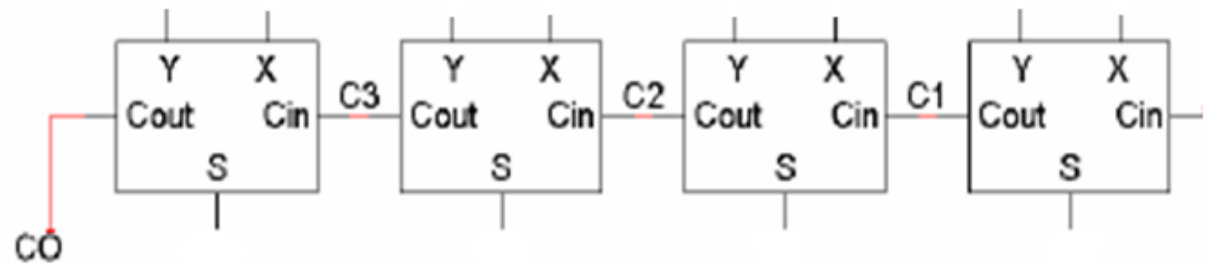 Y X Y X Y X Y X
C3 C2 C1
Cout Cin Cout Cin Cout Cin Cout Cin
S S S S
CO